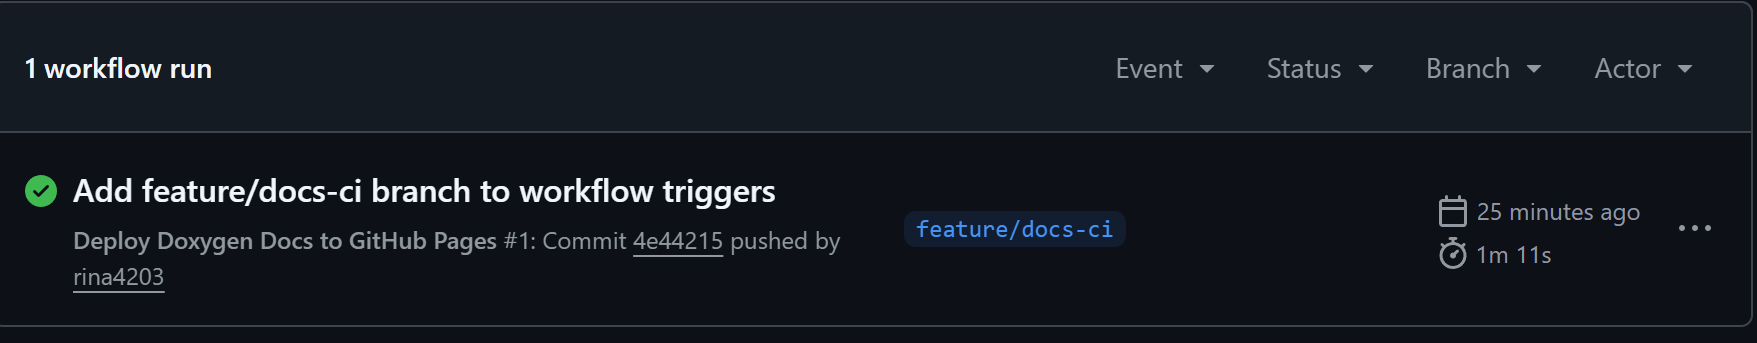 1 workflow run
Event
Status
Branch
Actor
Add feature/docs-ci branch to workflow triggers
Deploy Doxygen Docs to GitHub Pages #1: Commit 4e44215 pushed by
rina4203
feature/docs-ci
25 minutes ago
1m 11s